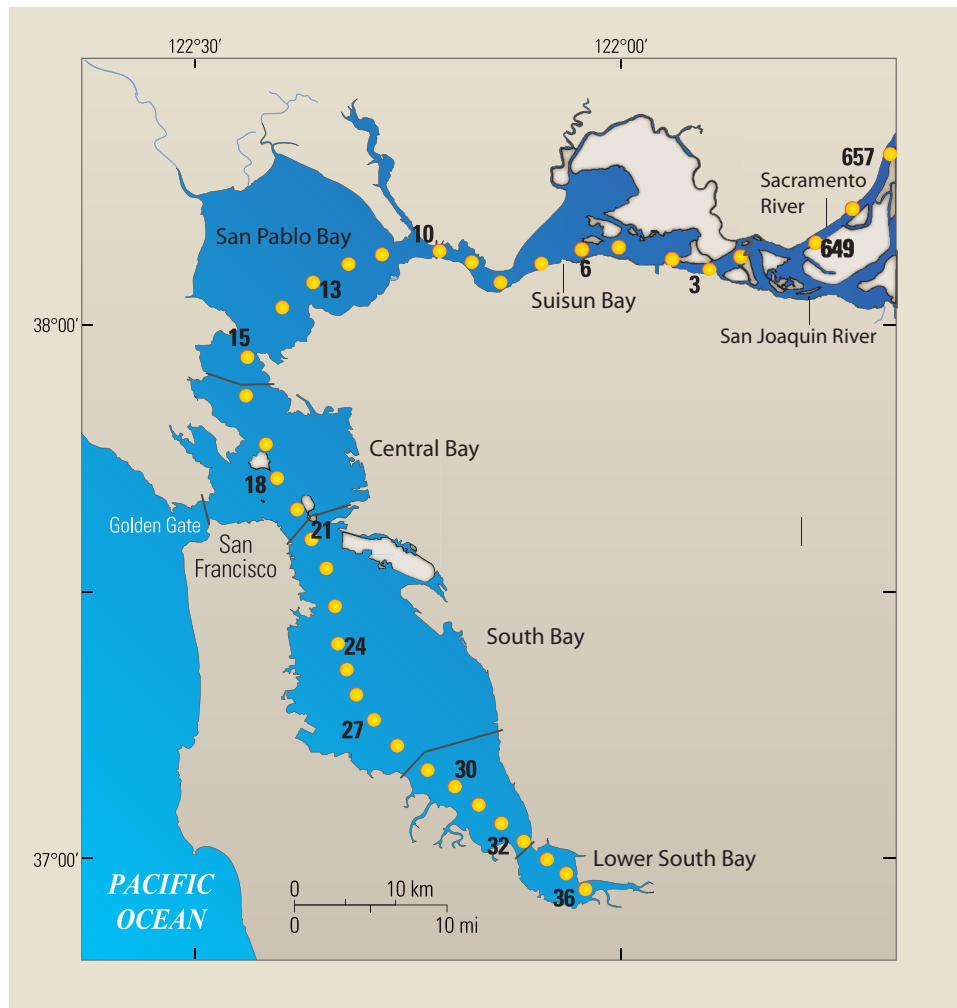 122°30′
122°00′
657
Sacramento
River
San Pablo Bay
10
649
6
13
3
Suisun Bay
38°00′
15
San Joaquin River
Central Bay
18
Golden Gate
21
San
Francisco
South Bay
24
27
30
32
37°00′
Lower South Bay
36
PACIFIC
OCEAN
0
10 km
0
10 mi